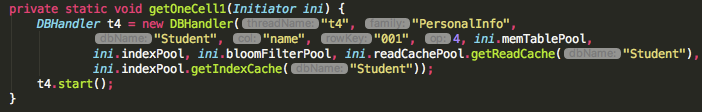 private static void getOneCell1(Initiator ini) {
DBHandler t4 = new DBHandler( threadName: "t4", family: "PersonalInfo",
dbName: "Student", col: "name", rowKey: "001", op: 4, ini.memTablePool,
ini.indexPool, ini.bloomFilterPool, ini.readCachePool.getReadCache( dbName: "Student"),
ini.indexPool.getIndexCache( dbName: "Student"));
t4.start();
}